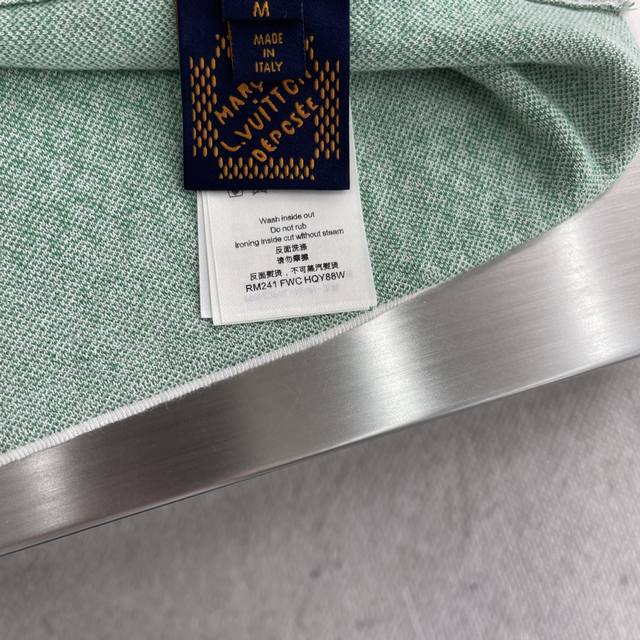 M
MADE
IN
ITALY
MARQ
L.VUITTON
DÉPOSÉE
Wash inside out
Do not rub
Ironing inside out without steam
反面洗涤
请勿摩擦
反面熨烫，不可蒸汽熨烫
RM241 FWC HQY88W